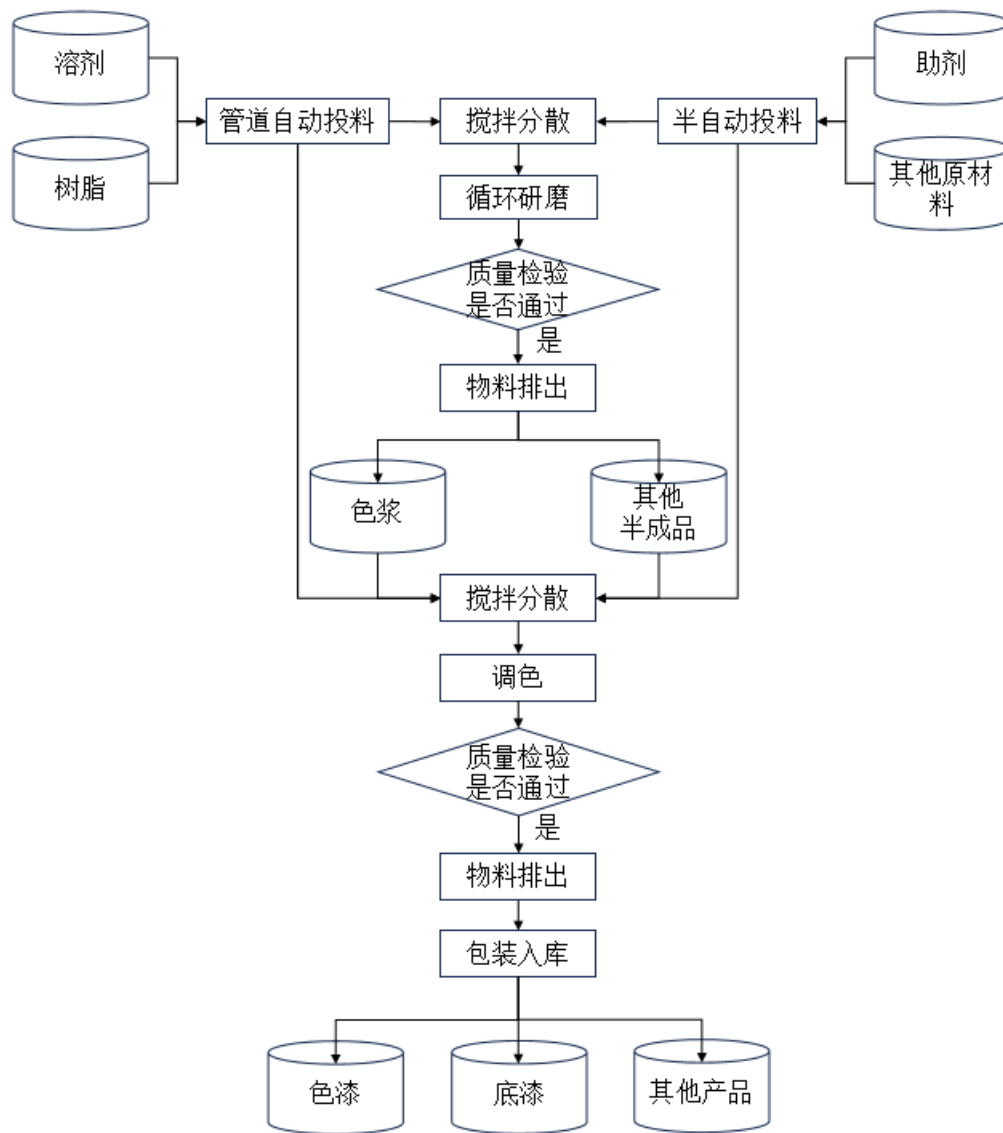 溶剂
助剂
管道自动投料
搅拌分散
半自动投料
树脂
其他原材
料
循环研磨
质量检验
是否通过
是
物料排出
色浆
其他
半成品
搅拌分散
调色
质量检验
是否通过
是
物料排出
包装入库
色漆
底漆
其他产品